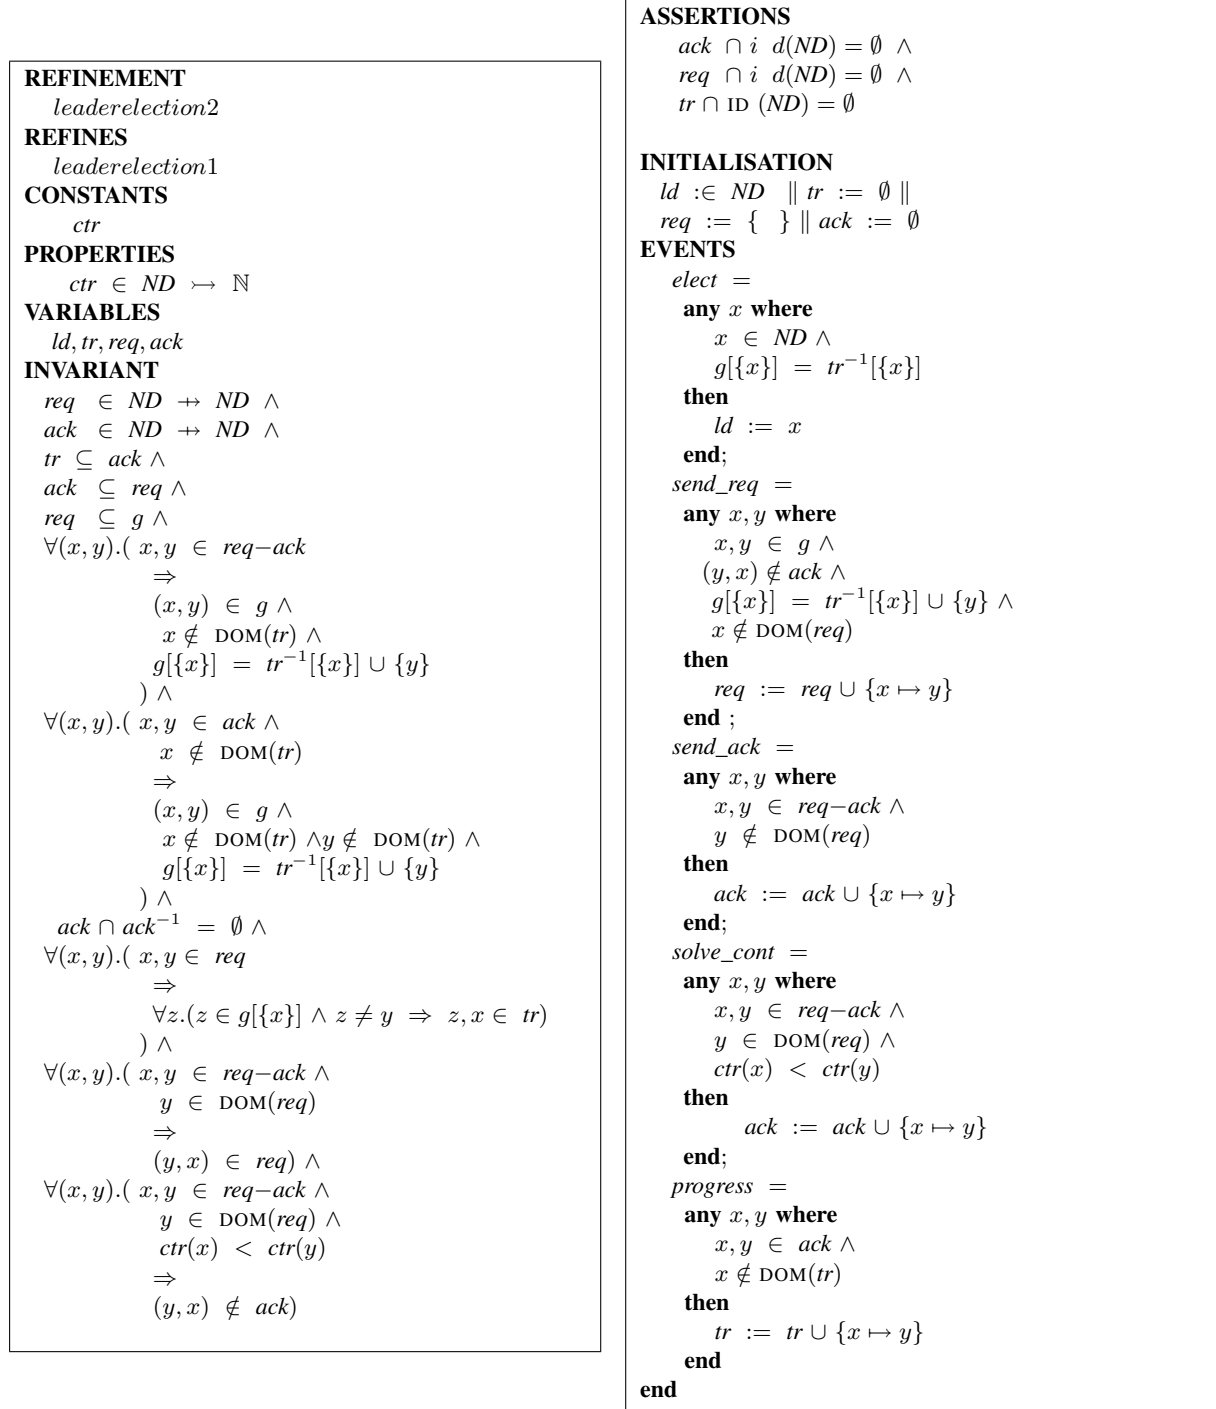 REFINEMENT
leaderelection2
REFINES
leaderelection1
CONSTANTS
ctr
PROPERTIES
ctr ∈ ND ↣ ℕ
VARIABLES
ld, tr, req, ack
INVARIANT
req ∈ ND ⇸ ND ∧
ack ∈ ND ⇸ ND ∧
tr ⊆ ack ∧
ack ⊆ req ∧
req ⊆ g ∧
∀(x, y).( x, y ∈ req−ack
⇒
(x, y) ∈ g ∧
x ∉ DOM(tr) ∧
g[{x}] = tr⁻¹[{x}] ∪ {y}
) ∧
∀(x, y).( x, y ∈ ack ∧
x ∉ DOM(tr)
⇒
(x, y) ∈ g ∧
x ∉ DOM(tr) ∧y ∉ DOM(tr) ∧
g[{x}] = tr⁻¹[{x}] ∪ {y}
) ∧
ack ∩ ack⁻¹ = ∅ ∧
∀(x, y).( x, y ∈ req
⇒
∀z.(z ∈ g[{x}] ∧ z ≠ y ⇒ z, x ∈ tr)
) ∧
∀(x, y).( x, y ∈ req−ack ∧
y ∈ DOM(req)
⇒
(y, x) ∈ req) ∧
∀(x, y).( x, y ∈ req−ack ∧
y ∈ DOM(req) ∧
ctr(x) < ctr(y)
⇒
(y, x) ∉ ack)
ASSERTIONS
ack ∩ i d(ND) = ∅ ∧
req ∩ i d(ND) = ∅ ∧
tr ∩ ID (ND) = ∅
INITIALISATION
ld :∈ ND ∥ tr := ∅ ∥
req := { } ∥ ack := ∅
EVENTS
elect =
any x where
x ∈ ND ∧
g[{x}] = tr⁻¹[{x}]
then
ld := x
end;
send_req =
any x, y where
x, y ∈ g ∧
(y, x) ∉ ack ∧
g[{x}] = tr⁻¹[{x}] ∪ {y} ∧
x ∉ DOM(req)
then
req := req ∪ {x ↦ y}
end ;
send_ack =
any x, y where
x, y ∈ req−ack ∧
y ∉ DOM(req)
then
ack := ack ∪ {x ↦ y}
end;
solve_cont =
any x, y where
x, y ∈ req−ack ∧
y ∈ DOM(req) ∧
ctr(x) < ctr(y)
then
ack := ack ∪ {x ↦ y}
end;
progress =
any x, y where
x, y ∈ ack ∧
x ∉ DOM(tr)
then
tr := tr ∪ {x ↦ y}
end
end